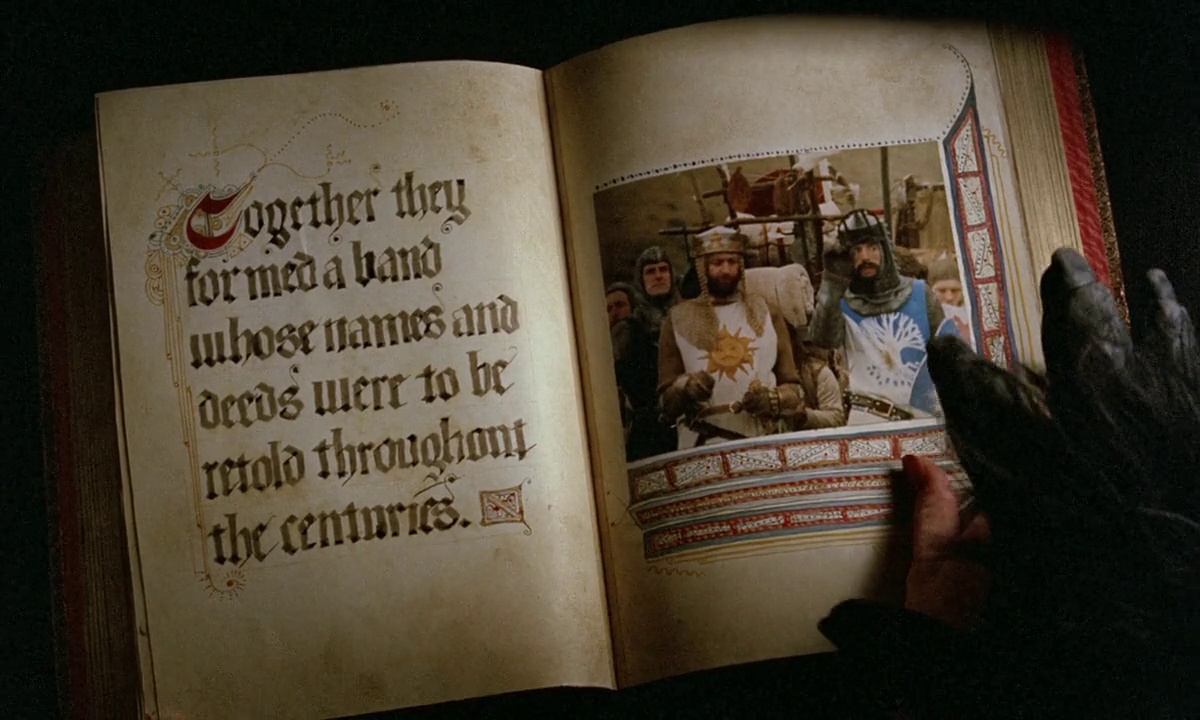 Together they
formed a band
whose names and
deeds were to be
retold throughout
the centuries.